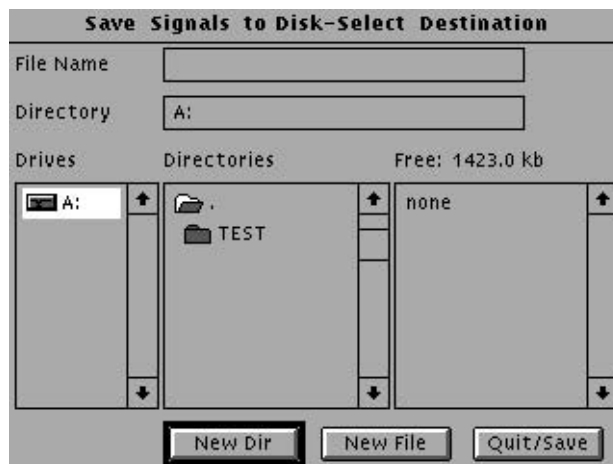 Save Signals to Disk-Select Destination
File Name
Directory A:
Drives Directories Free: 1423.0 kb
A: . none
TEST
New Dir New File Quit/Save